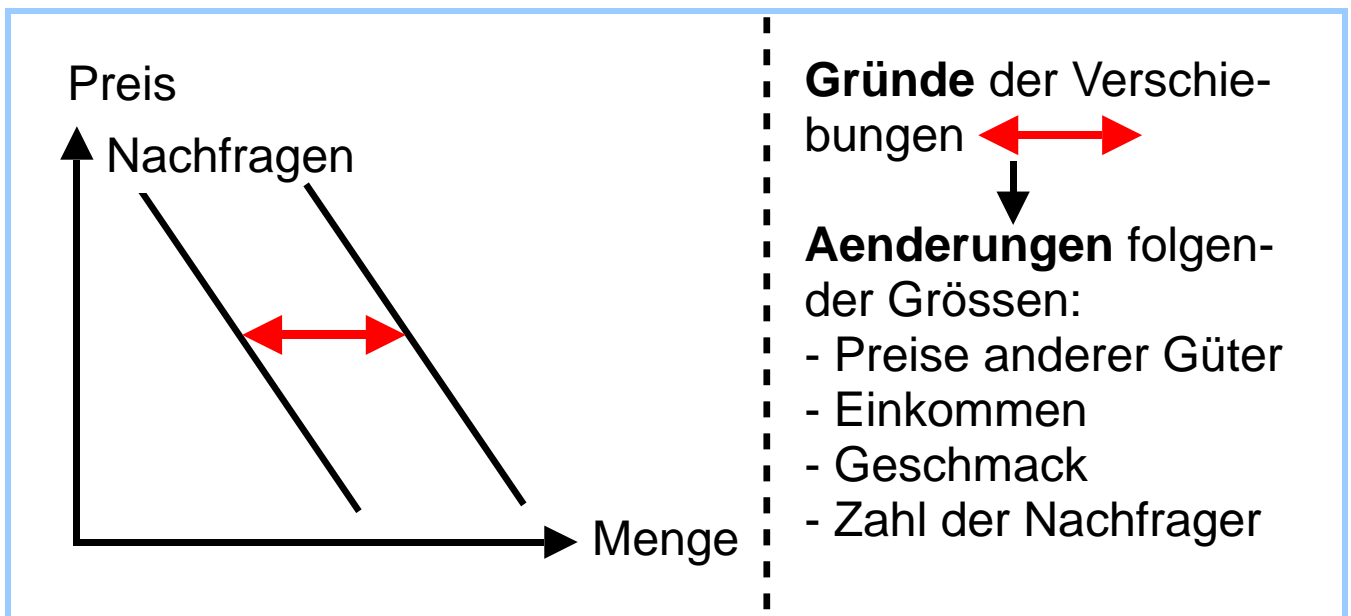 Preis
Nachfragen
Menge
Gründe der Verschie-
bungen
Aenderungen folgen-
der Grössen:
- Preise anderer Güter
- Einkommen
- Geschmack
- Zahl der Nachfrager